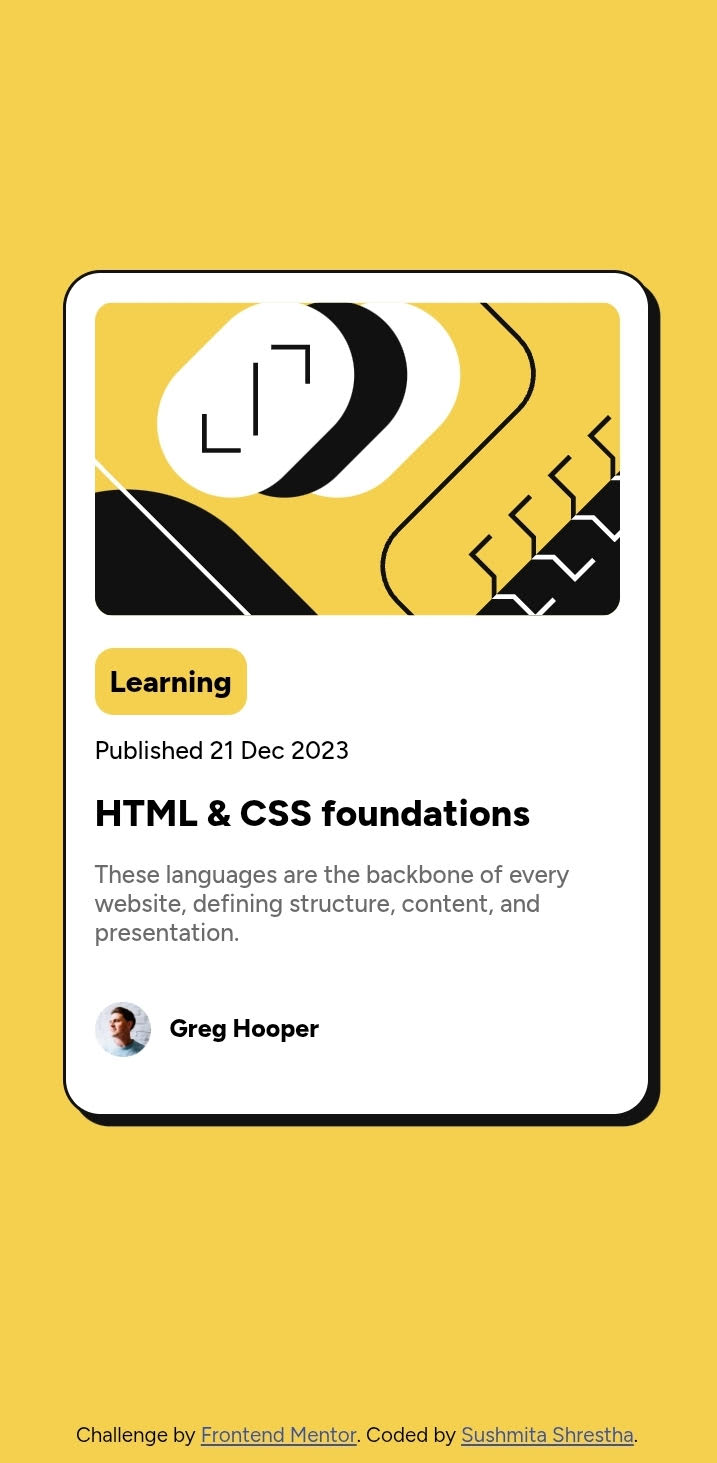 Learning
Published 21 Dec 2023
HTML & CSS foundations
These languages are the backbone of every
website, defining structure, content, and
presentation.
Greg Hooper
Challenge by Frontend Mentor. Coded by Sushmita Shrestha.